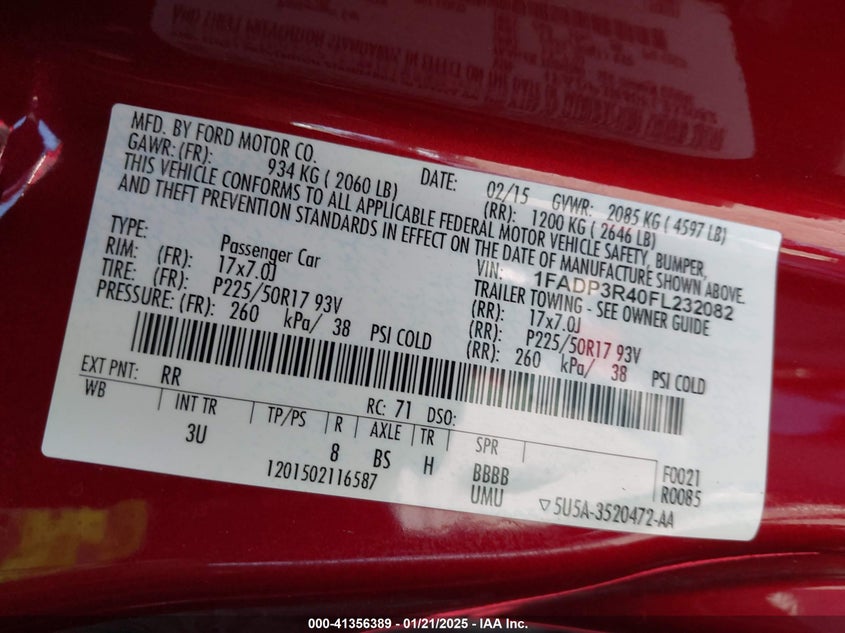 MFD. BY FORD MOTOR CO. DATE: 02/15 GVWR: 2085 KG ( 4597 LB)
GAWR: (FR): 934 KG ( 2060 LB) (RR): 1200 KG ( 2646 LB)
THIS VEHICLE CONFORMS TO ALL APPLICABLE FEDERAL MOTOR VEHICLE SAFETY, BUMPER,
AND THEFT PREVENTION STANDARDS IN EFFECT ON THE DATE OF MANUFACTURE SHOWN ABOVE.
VIN: 1FADP3R40FL232082
TYPE: Passenger Car TRAILER TOWING - SEE OWNER GUIDE
RIM: (FR): 17x7.0J (RR): 17x7.0J
TIRE: (FR): P225/50R17 93V (RR): P225/50R17 93V
PRESSURE: (FR): 260 kPa/ 38 PSI COLD (RR): 260 kPa/ 38 PSI COLD
EXT PNT: RR RC: 71 DSO:
WB INT TR TP/PS R AXLE TR SPR
3U 8 BS H BBBB F0021
UMU R0085
1201502116587 ▽5U5A-3520472-AA
000-41356389 — 01/21/2025 — IAA Inc.